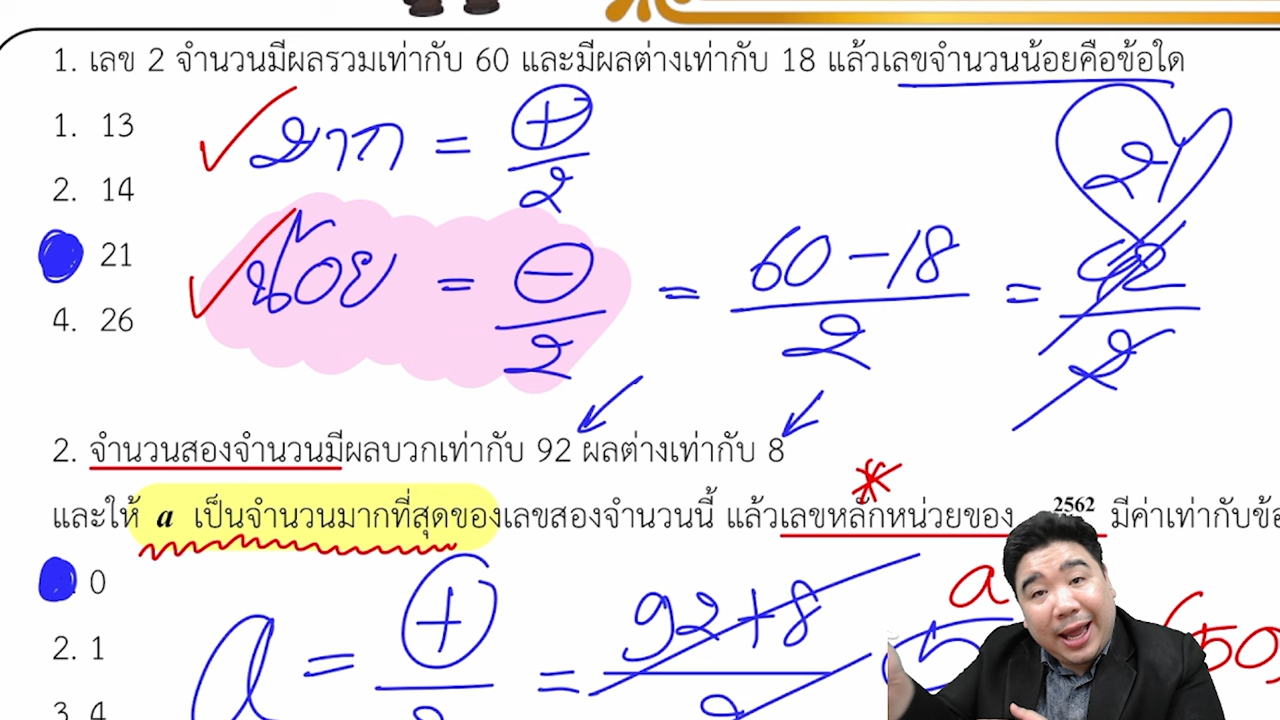 1. เลข 2 จำนวนมีผลรวมเท่ากับ 60 และมีผลต่างเท่ากับ 18 แล้วเลขจำนวนน้อยคือข้อใด
1. 13
มาก = + / 2
21
2. 14
21
น้อย = − / 2 = 60 − 18 / 2 = 42 / 2
4. 26
2. จำนวนสองจำนวนมีผลบวกเท่ากับ 92 ผลต่างเท่ากับ 8
และให้ a เป็นจำนวนมากที่สุดของเลขสองจำนวนนี้ แล้วเลขหลักหน่วยของ 2562 มีค่าเท่ากับ
0
a
a = + / 2 = 92 + 8 / 2
50
2. 1
3. 4